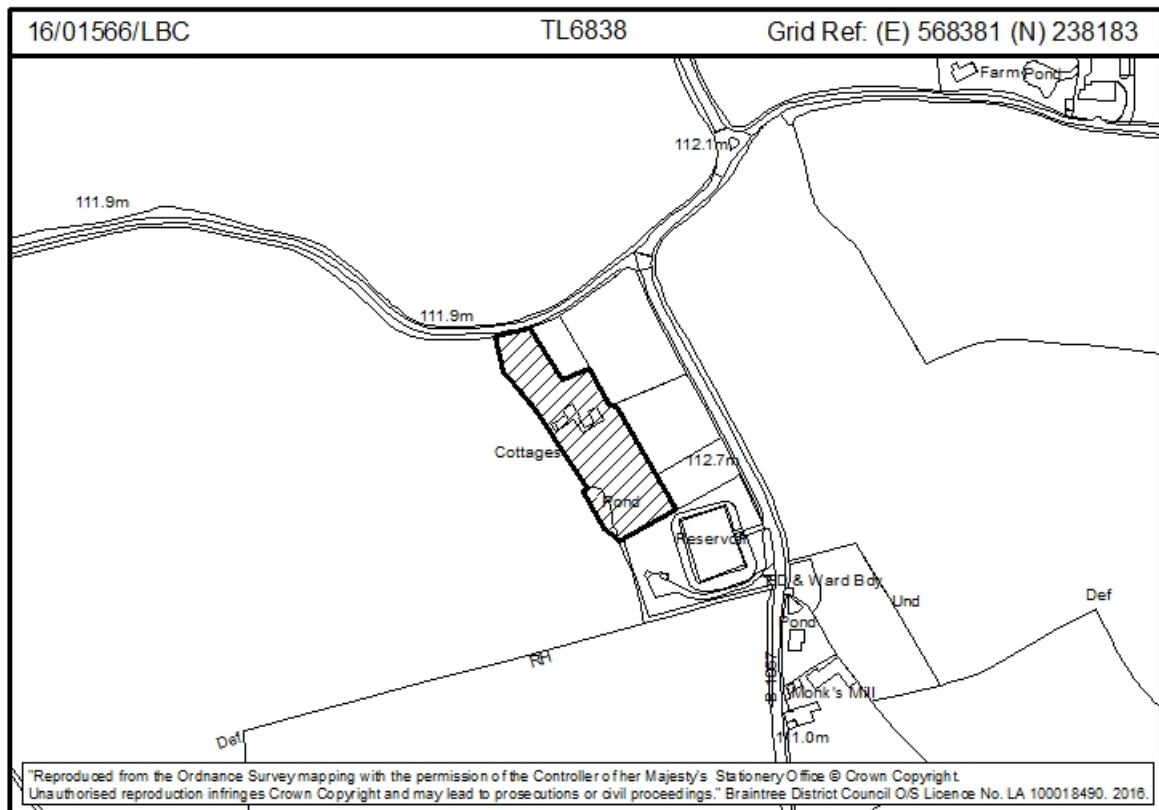 16/01566/LBC TL6838 Grid Ref: (E) 568381 (N) 238183
Farm Pond
112.1m
111.9m
111.9m
Cottages
112.7m
Pond
Reservoir
ED & Ward Bdy
Und
Def
Pond
RH
B 1057
Monk's Mill
Def
111.0m
"Reproduced from the Ordnance Survey mapping with the permission of the Controller of her Majesty's Stationery Office © Crown Copyright.
Unauthorised reproduction infringes Crown Copyright and may lead to prosecutions or civil proceedings." Braintree District Council O/S Licence No. LA 100018490. 2016.